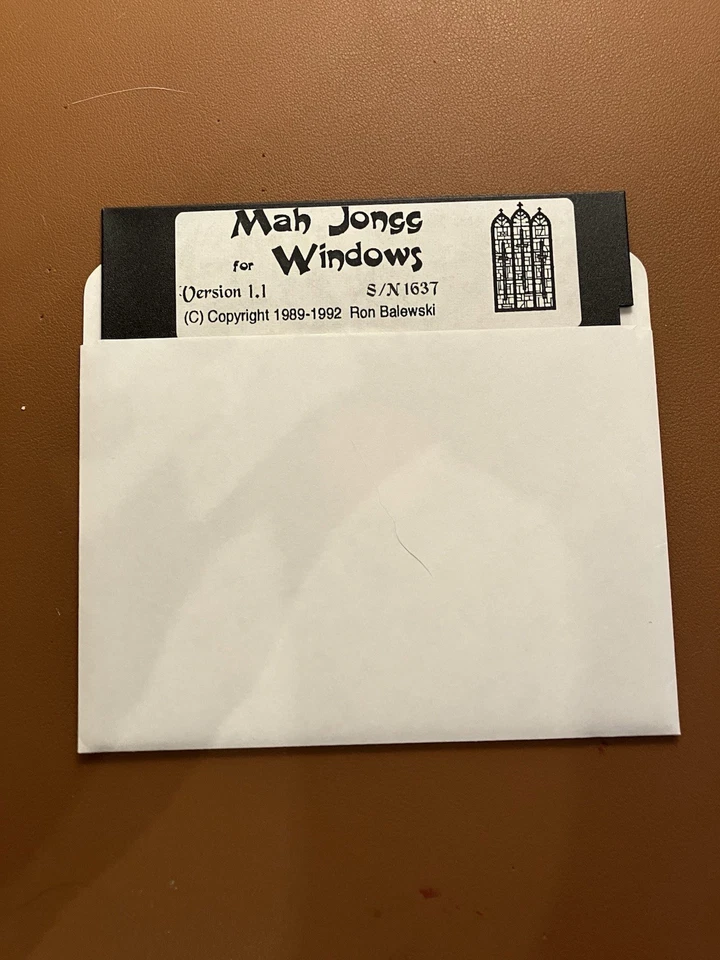 Mah Jongg
for Windows
Version 1.1 S/N 1637
(C) Copyright 1989-1992 Ron Balewski